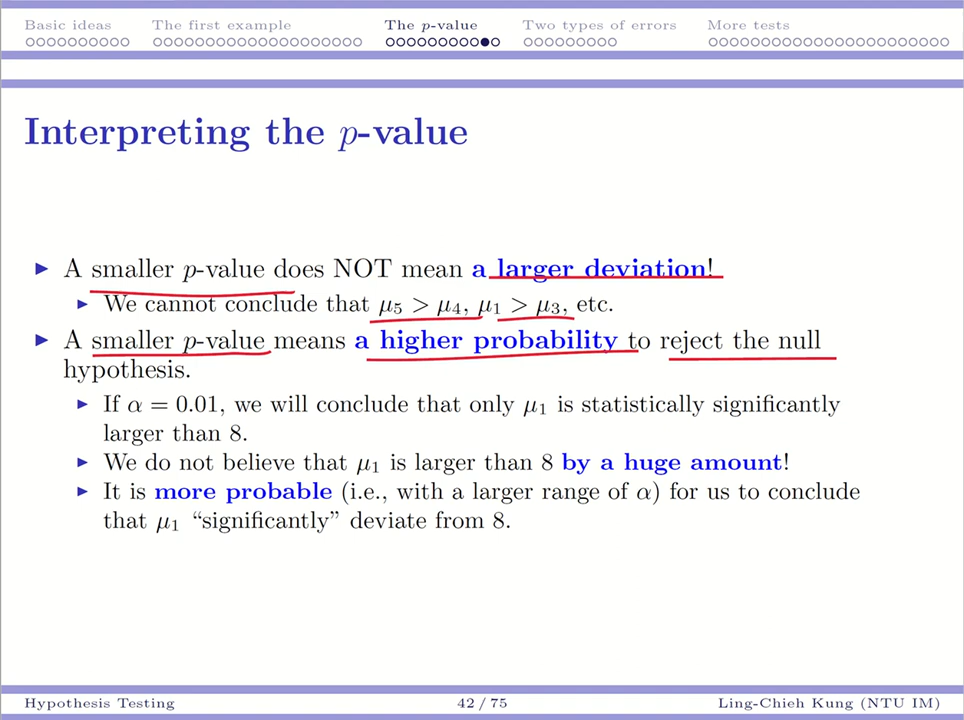 Basic ideas The first example The p-value Two types of errors More tests
Interpreting the p-value
▶ A smaller p-value does NOT mean a larger deviation!
▶ We cannot conclude that μ5 > μ4, μ1 > μ3, etc.
▶ A smaller p-value means a higher probability to reject the null
hypothesis.
▶ If α = 0.01, we will conclude that only μ1 is statistically significantly
larger than 8.
▶ We do not believe that μ1 is larger than 8 by a huge amount!
▶ It is more probable (i.e., with a larger range of α) for us to conclude
that μ1 “significantly” deviate from 8.
Hypothesis Testing 42 / 75 Ling-Chieh Kung (NTU IM)